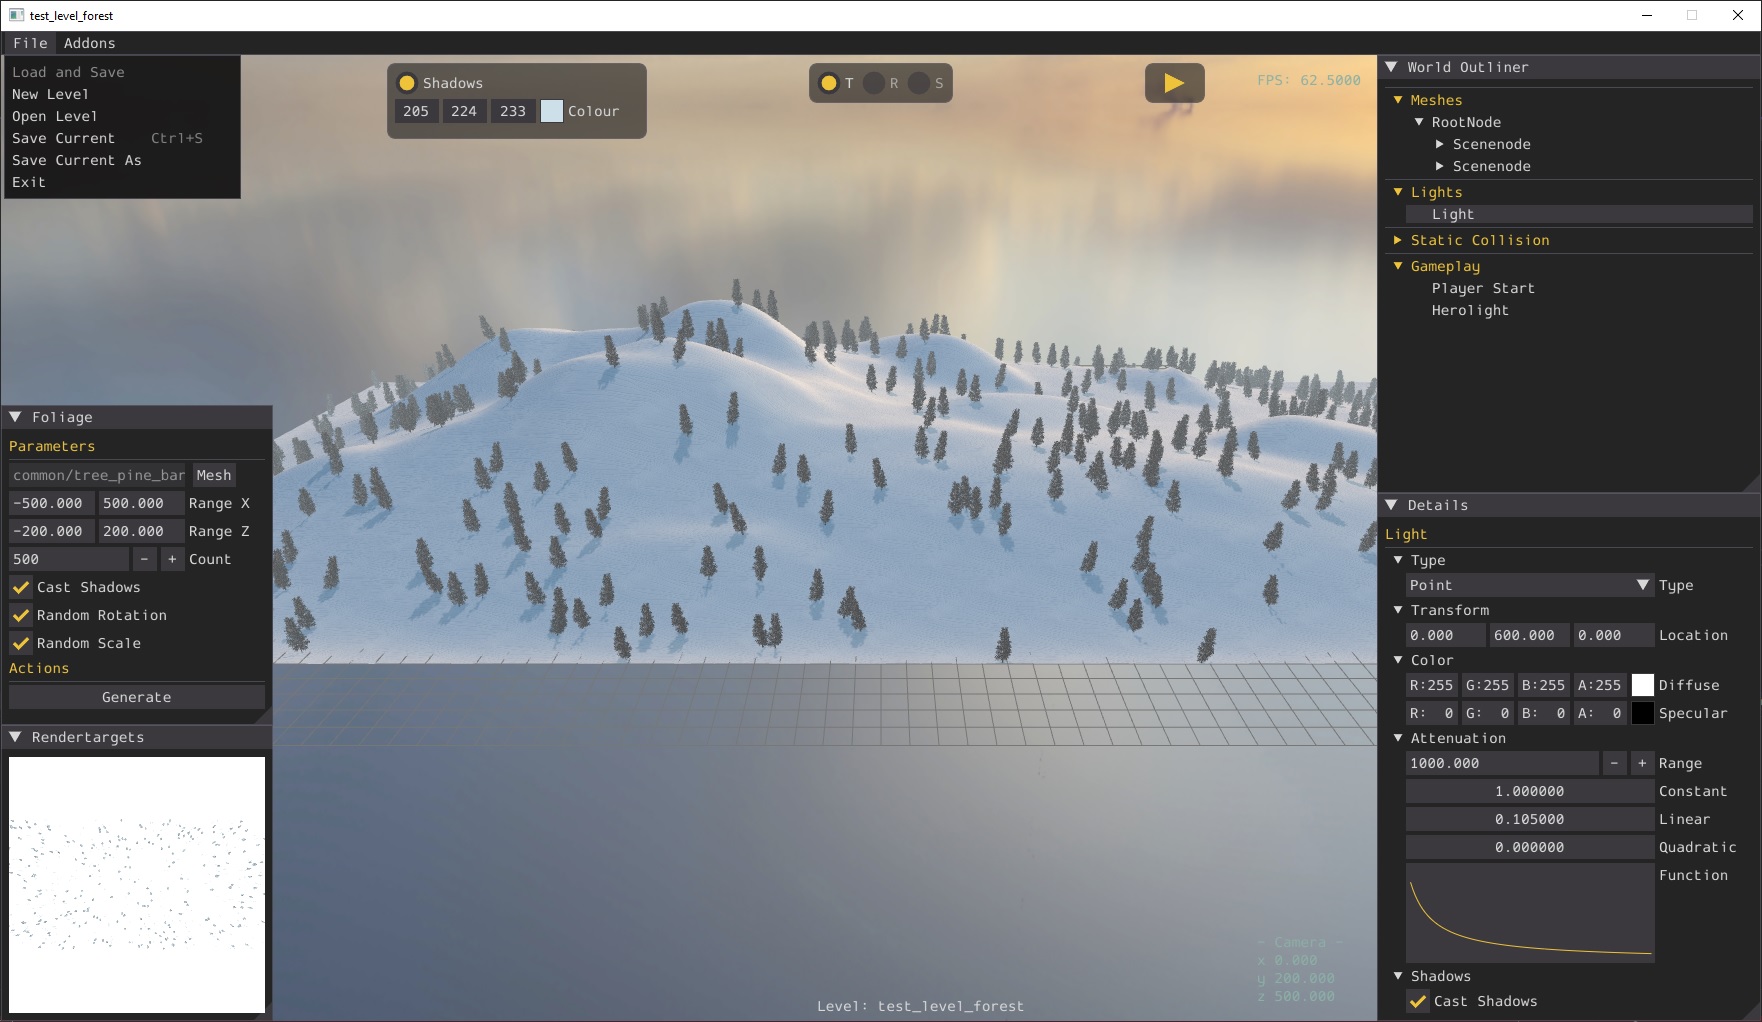 test_level_forest
File Addons
Load and Save
New Level
Open Level
Save Current Ctrl+S
Save Current As
Exit
Shadows
205 224 233 Colour
T R S
FPS: 62.5000
World Outliner
Meshes
RootNode
Scenenode
Scenenode
Lights
Light
Static Collision
Gameplay
Player Start
Herolight
Foliage
Parameters
common/tree_pine_bar Mesh
-500.000 500.000 Range X
-200.000 200.000 Range Z
500 - + Count
Cast Shadows
Random Rotation
Random Scale
Actions
Generate
Rendertargets
Details
Light
Type
Point Type
Transform
0.000 600.000 0.000 Location
Color
R:255 G:255 B:255 A:255 Diffuse
R: 0 G: 0 B: 0 A: 0 Specular
Attenuation
1000.000 - + Range
1.000000 Constant
0.105000 Linear
0.000000 Quadratic
Function
Shadows
Cast Shadows
- Camera -
x 0.000
y 200.000
z 500.000
Level: test_level_forest